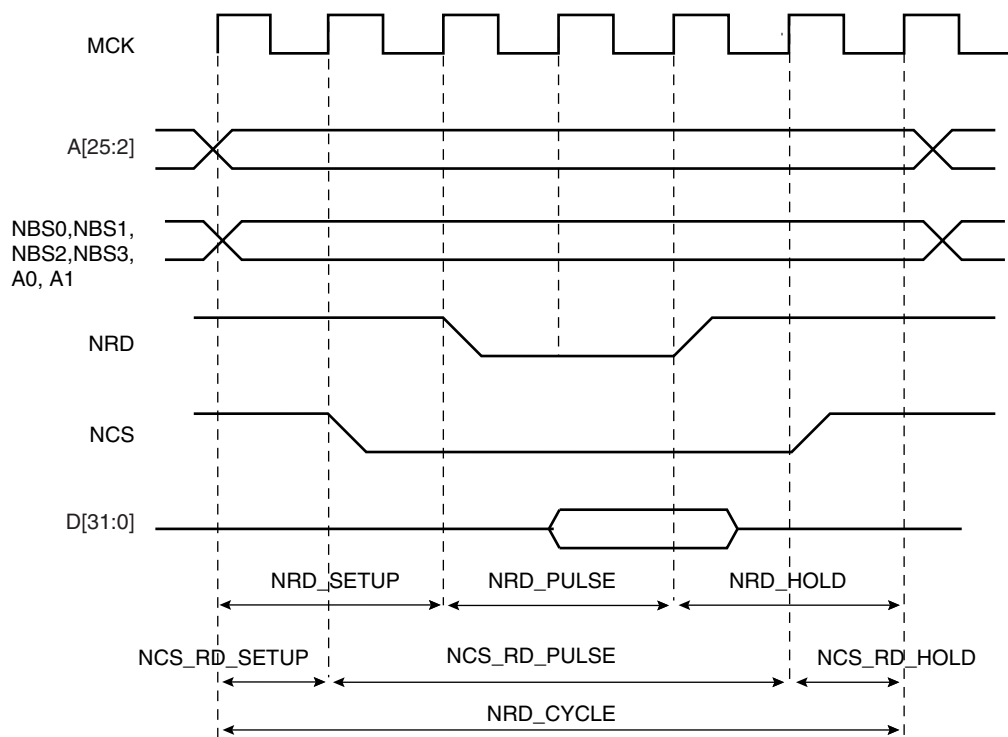 MCK
A[25:2]
NBS0,NBS1,
NBS2,NBS3,
A0, A1
NRD
NCS
D[31:0]
NRD_SETUP
NRD_PULSE
NRD_HOLD
NCS_RD_SETUP
NCS_RD_PULSE
NCS_RD_HOLD
NRD_CYCLE